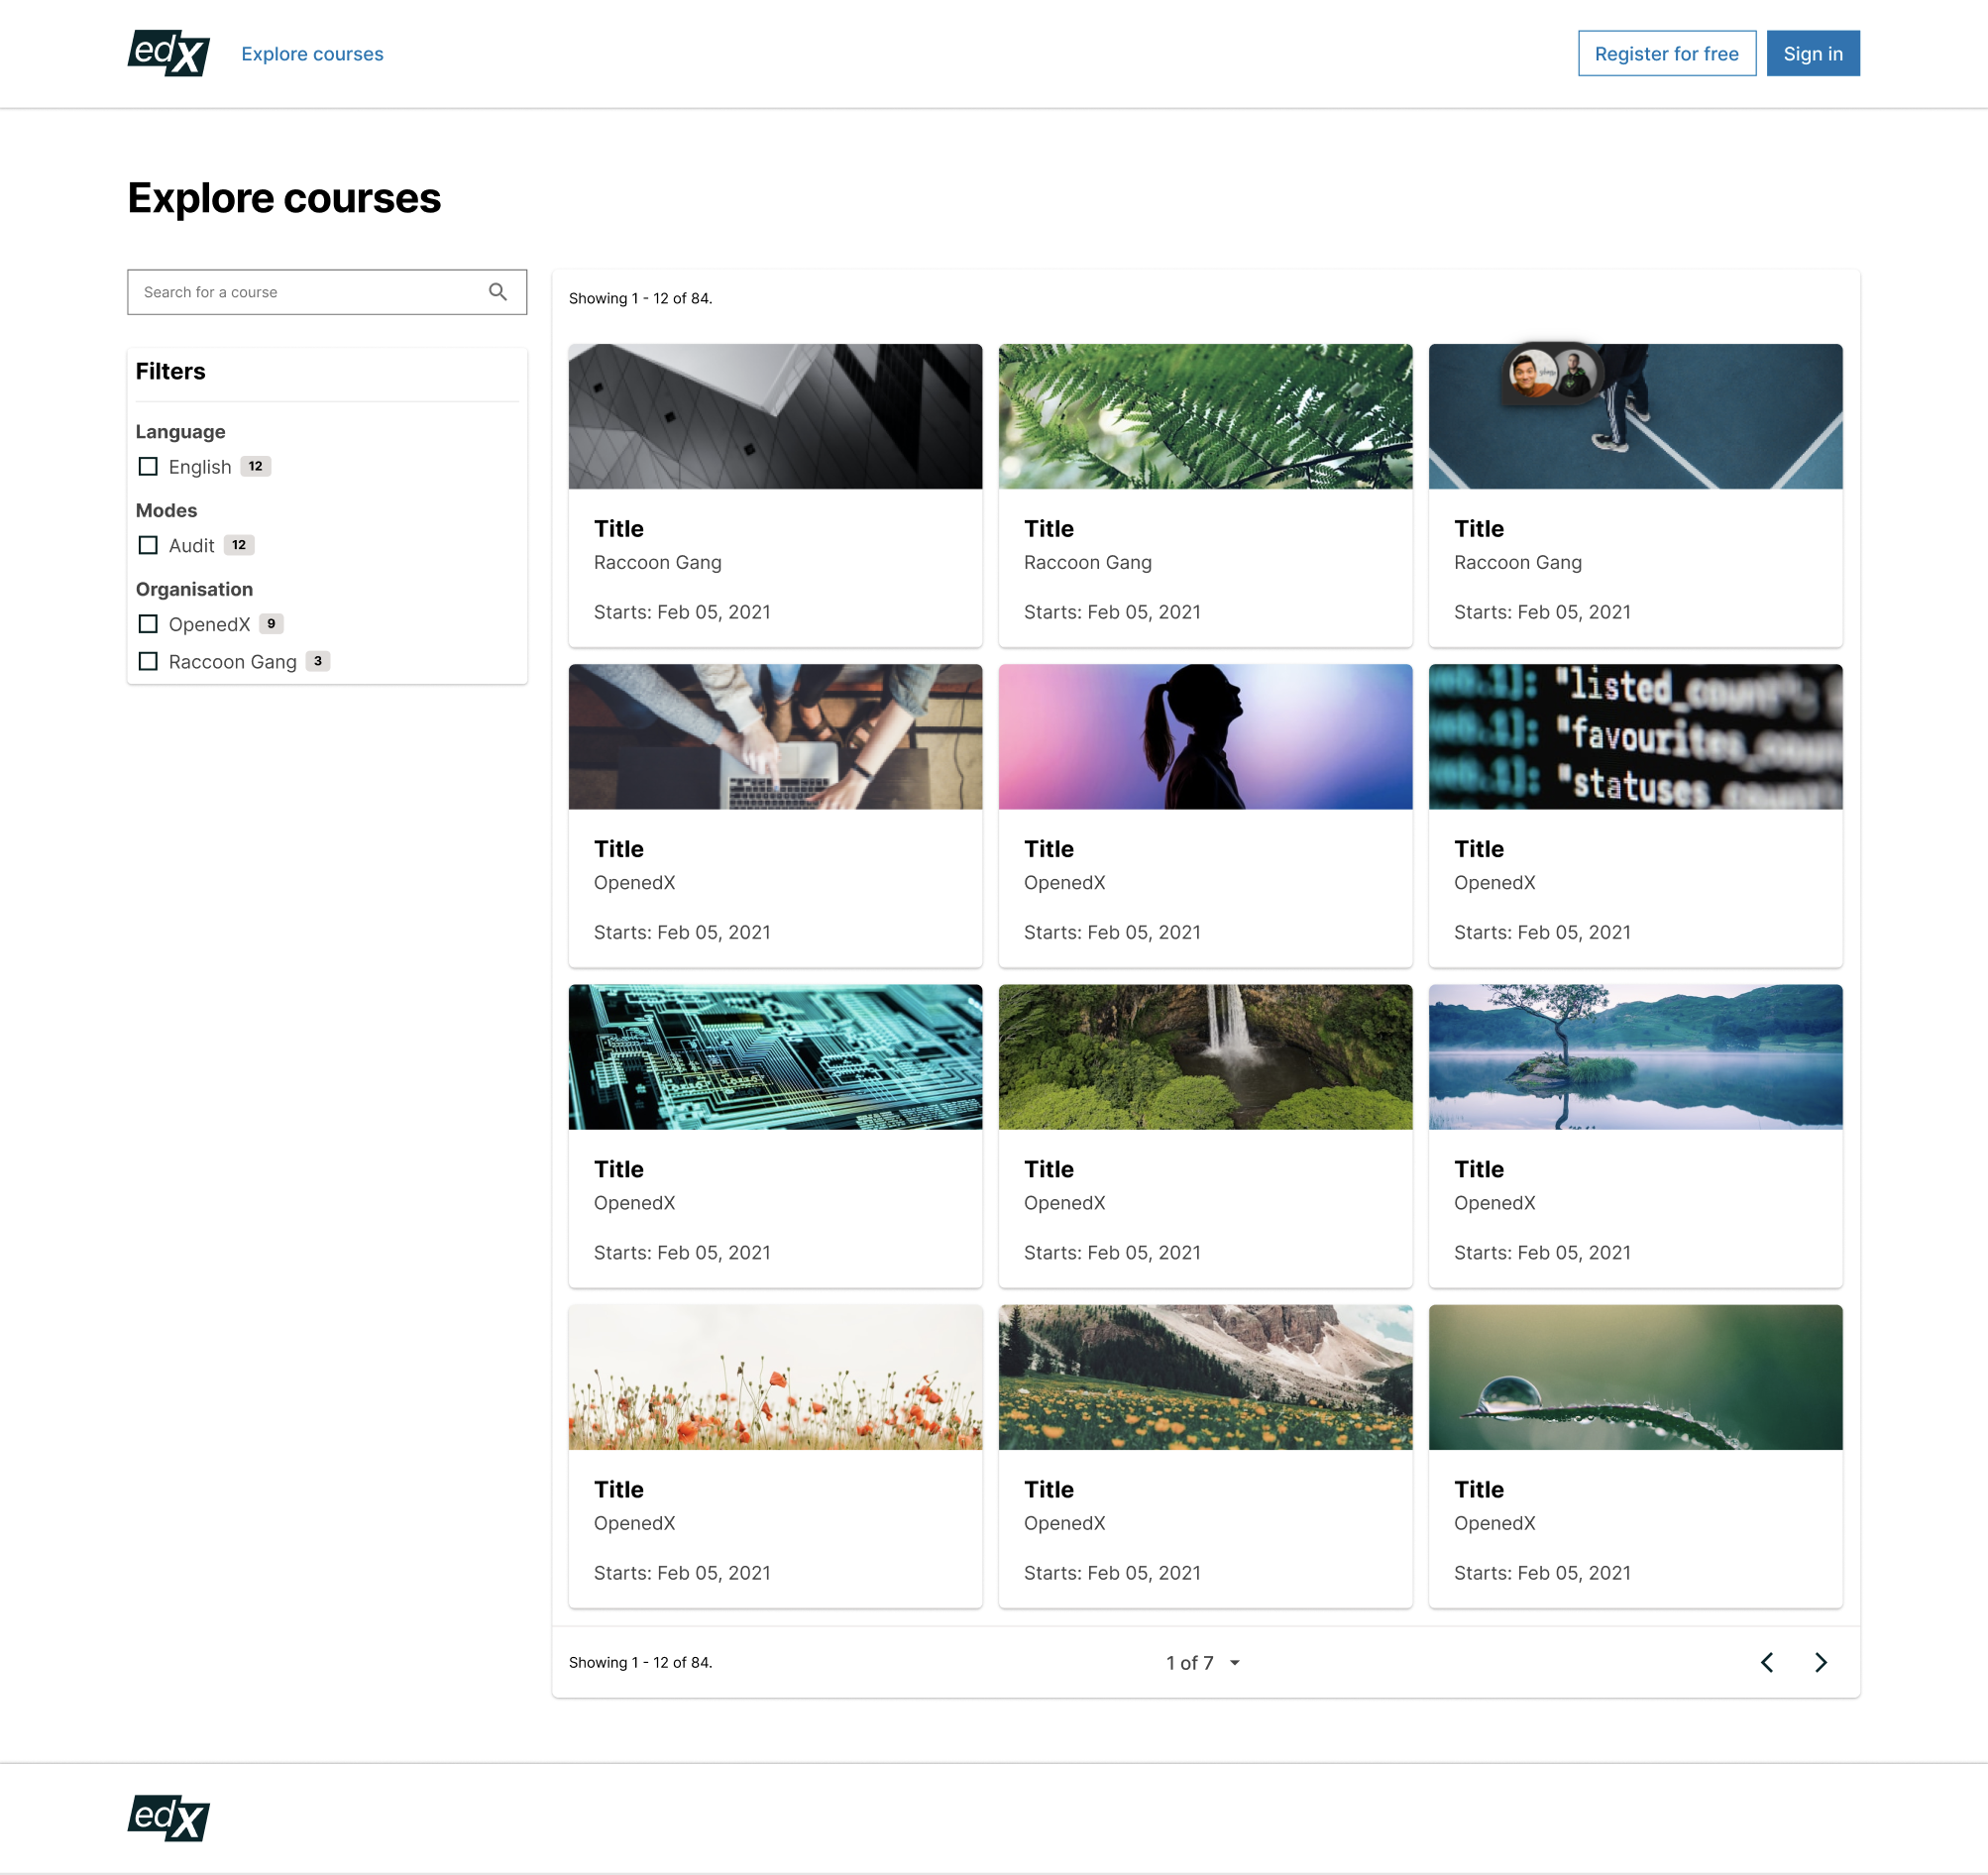 edX
Explore courses
Register for free
Sign in
Explore courses
Search for a course
Filters
Language
English 12
Modes
Audit 12
Organisation
OpenedX 9
Raccoon Gang 3
Showing 1 - 12 of 84.
Title
Raccoon Gang
Starts: Feb 05, 2021
Title
Raccoon Gang
Starts: Feb 05, 2021
Title
Raccoon Gang
Starts: Feb 05, 2021
Title
OpenedX
Starts: Feb 05, 2021
Title
OpenedX
Starts: Feb 05, 2021
"listed_count":
"favourites_count
"statuses_count"
Title
OpenedX
Starts: Feb 05, 2021
Title
OpenedX
Starts: Feb 05, 2021
Title
OpenedX
Starts: Feb 05, 2021
Title
OpenedX
Starts: Feb 05, 2021
Title
OpenedX
Starts: Feb 05, 2021
Title
OpenedX
Starts: Feb 05, 2021
Title
OpenedX
Starts: Feb 05, 2021
Showing 1 - 12 of 84.
1 of 7
edX